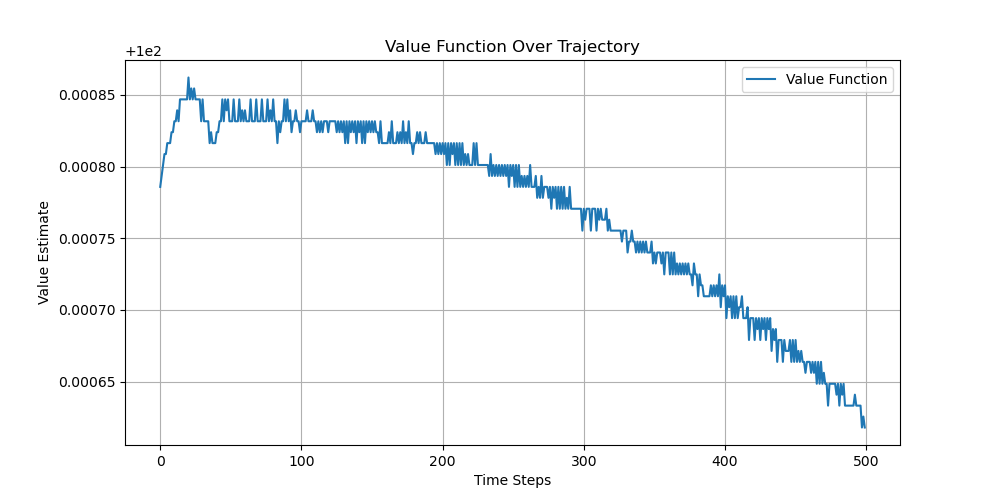 Value Function Over Trajectory
+1e2
Value Function
0.00085
0.00080
0.00075
0.00070
0.00065
Value Estimate
0 100 200 300 400 500
Time Steps